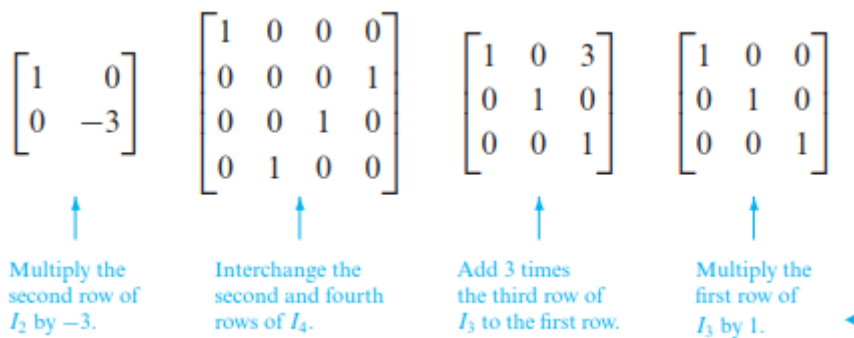 1 0
0 −3
1 0 0 0
0 0 0 1
0 0 1 0
0 1 0 0
1 0 3
0 1 0
0 0 1
1 0 0
0 1 0
0 0 1
Multiply the
second row of
I₂ by −3.
Interchange the
second and fourth
rows of I₄.
Add 3 times
the third row of
I₃ to the first row.
Multiply the
first row of
I₃ by 1.